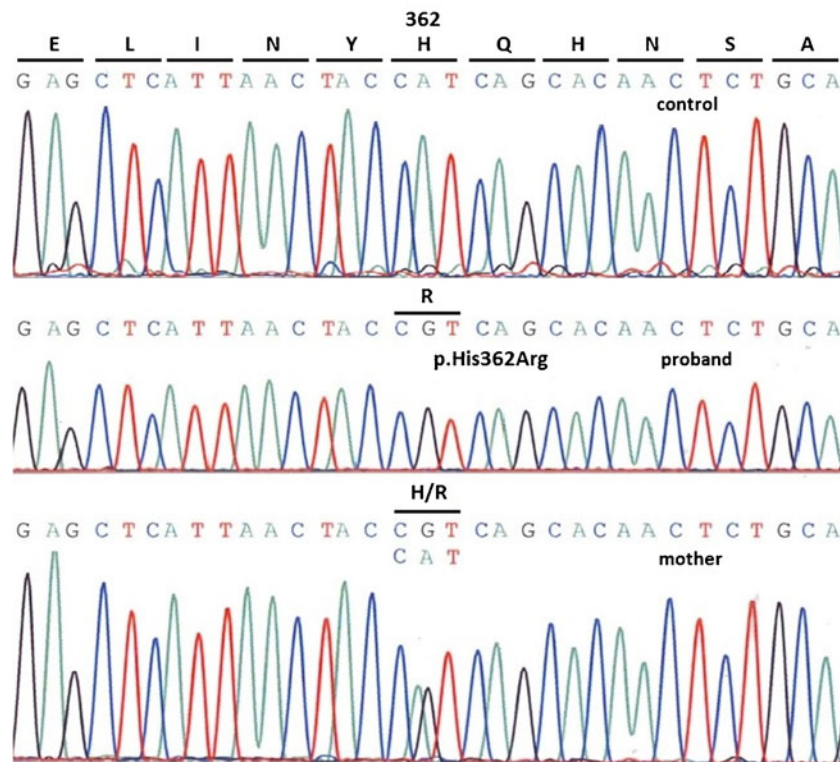 362
E L I N Y H Q H N S A
G A G C T C A T T A A C T A C C A T C A G C A C A A C T C T G C A
control
R
G A G C T C A T T A A C T A C C G T C A G C A C A A C T C T G C A
p.His362Arg proband
H/R
G A G C T C A T T A A C T A C C G T C A G C A C A A C T C T G C A
C A T mother